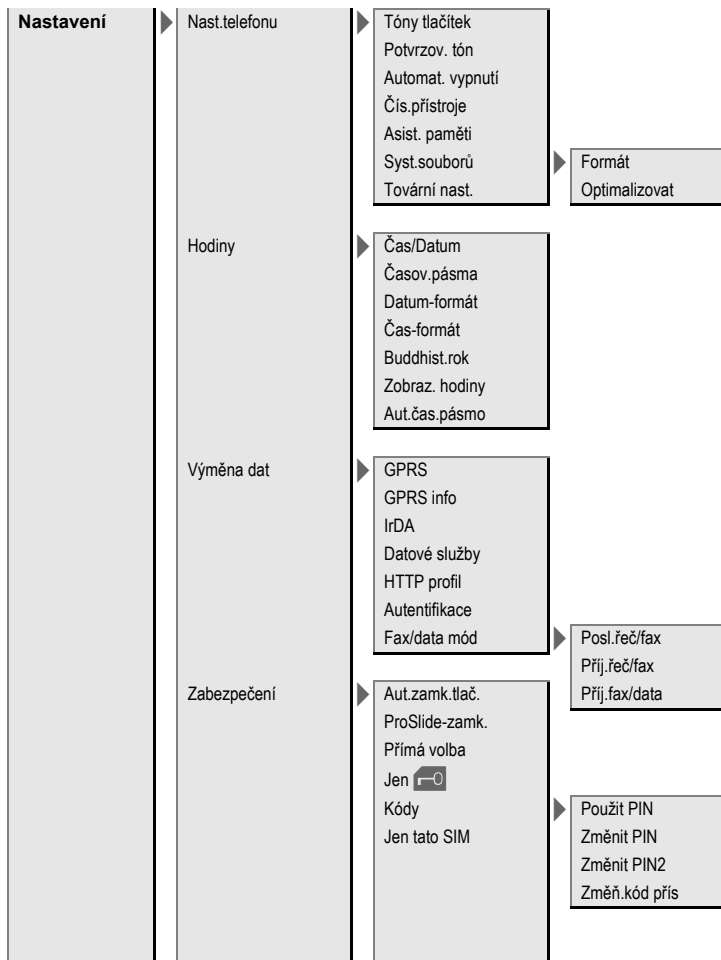 Nastavení
Nast.telefonu
Tóny tlačítek
Potvrzov. tón
Automat. vypnutí
Čís.přístroje
Asist. paměti
Syst.souborů
Formát
Optimalizovat
Tovární nast.
Hodiny
Čas/Datum
Časov.pásma
Datum-formát
Čas-formát
Buddhist.rok
Zobraz. hodiny
Aut.čas.pásmo
Výměna dat
GPRS
GPRS info
IrDA
Datové služby
HTTP profil
Autentifikace
Fax/data mód
Posl.řeč/fax
Příj.řeč/fax
Příj.fax/data
Zabezpečení
Aut.zamk.tlač.
ProSlide-zamk.
Přímá volba
Jen
Kódy
Použit PIN
Změnit PIN
Změnit PIN2
Změň.kód přís
Jen tato SIM